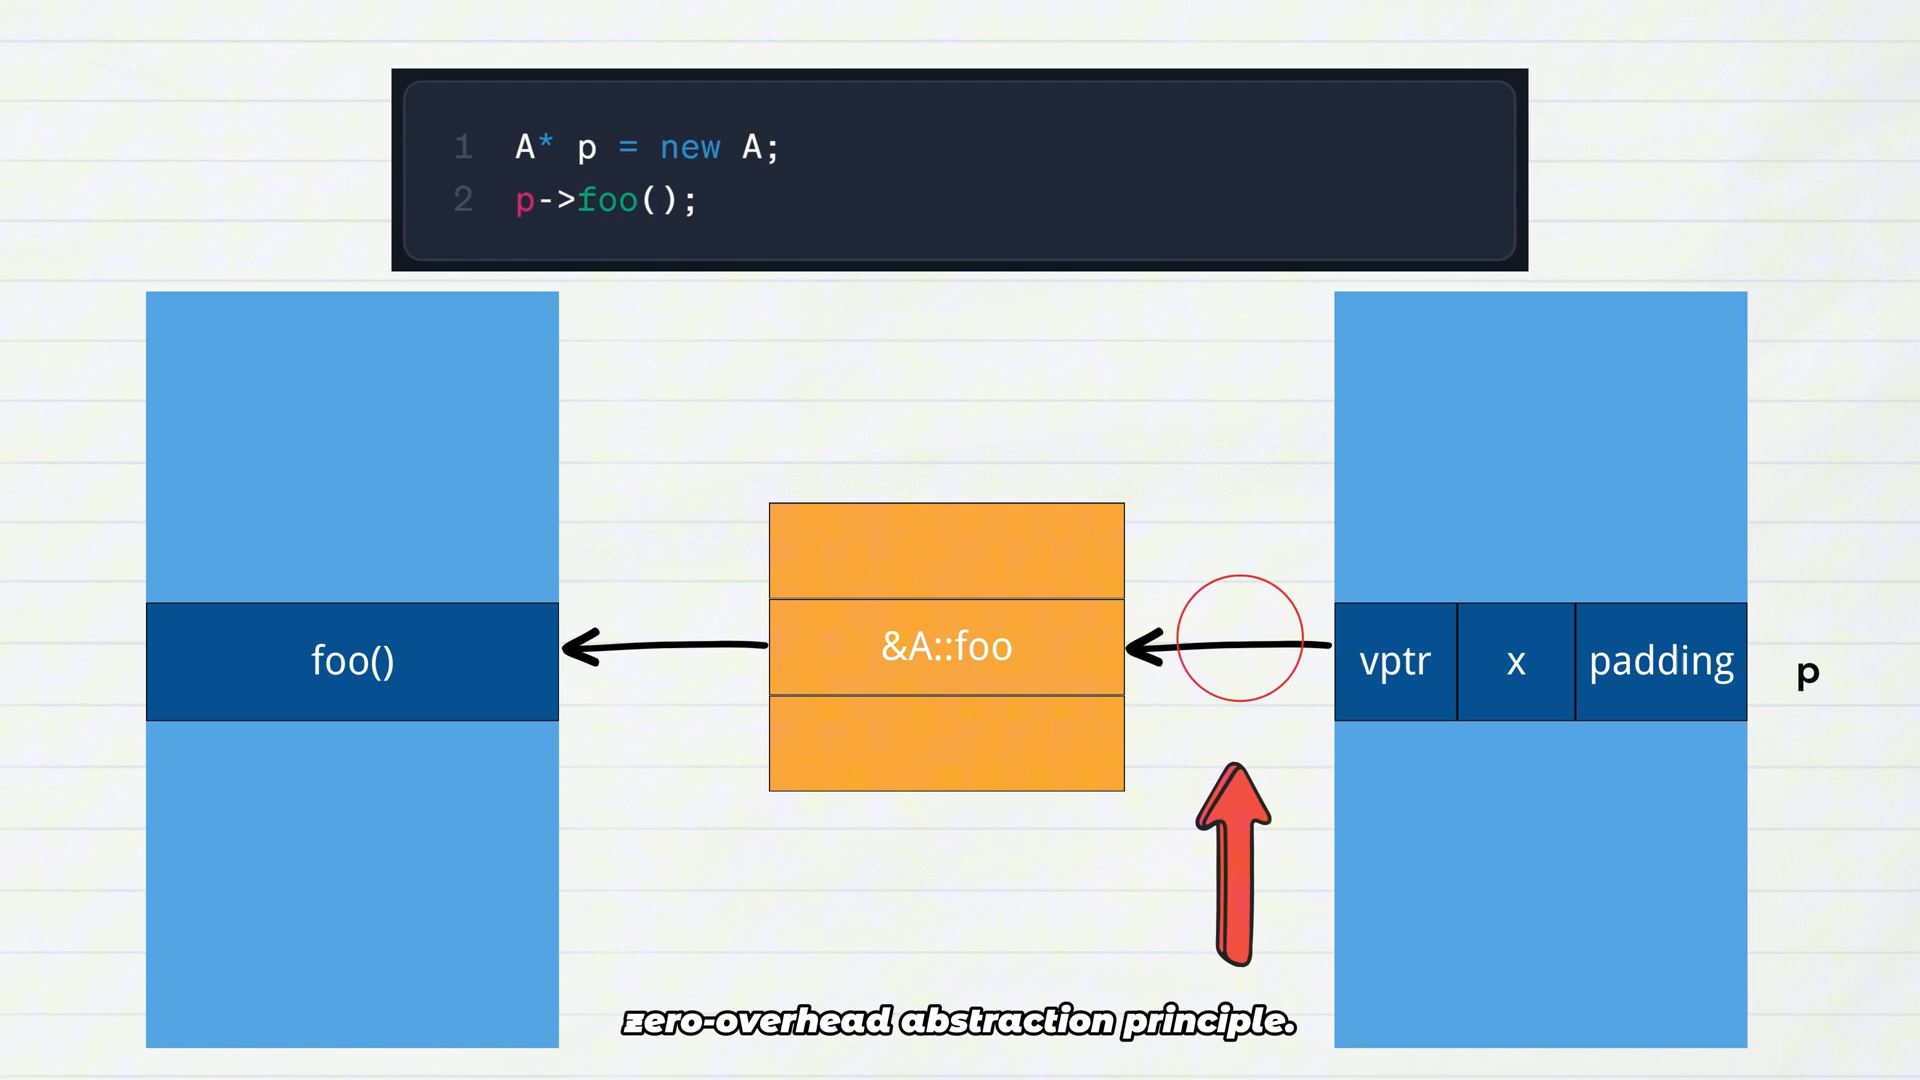 1 A* p = new A;
2 p->foo();
foo()
&A::foo
vptr
x
padding
p
zero-overhead abstraction principle.